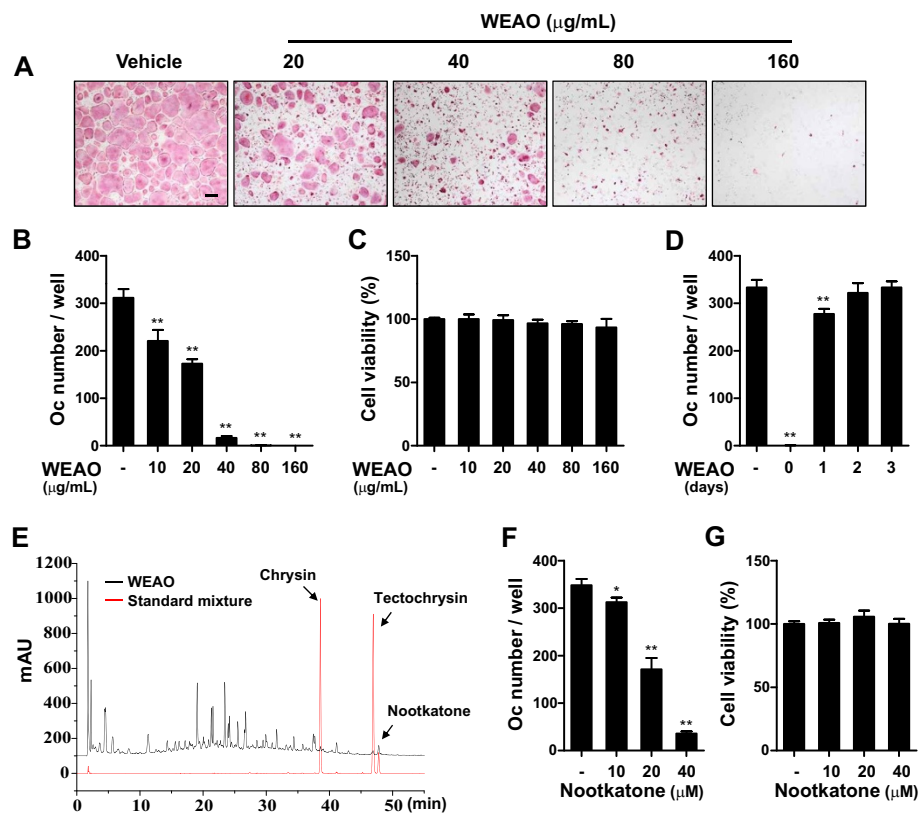 WEAO (μg/mL)
Vehicle 20 40 80 160
A
B
Oc number / well
400
300
200
100
0
- 10 20 40 80 160
WEAO
(μg/mL)
** ** ** ** **
C
Cell viability (%)
150
100
50
0
- 10 20 40 80 160
WEAO
(μg/mL)
D
Oc number / well
400
300
200
100
0
- 0 1 2 3
WEAO
(days)
** **
E
mAU
1200
1000
800
600
400
200
0
WEAO
Standard mixture
Chrysin
Tectochrysin
Nootkatone
0 10 20 30 40 50 (min)
F
Oc number / well
400
300
200
100
0
* ** **
- 10 20 40
Nootkatone (μM)
G
Cell viability (%)
150
100
50
0
- 10 20 40
Nootkatone (μM)